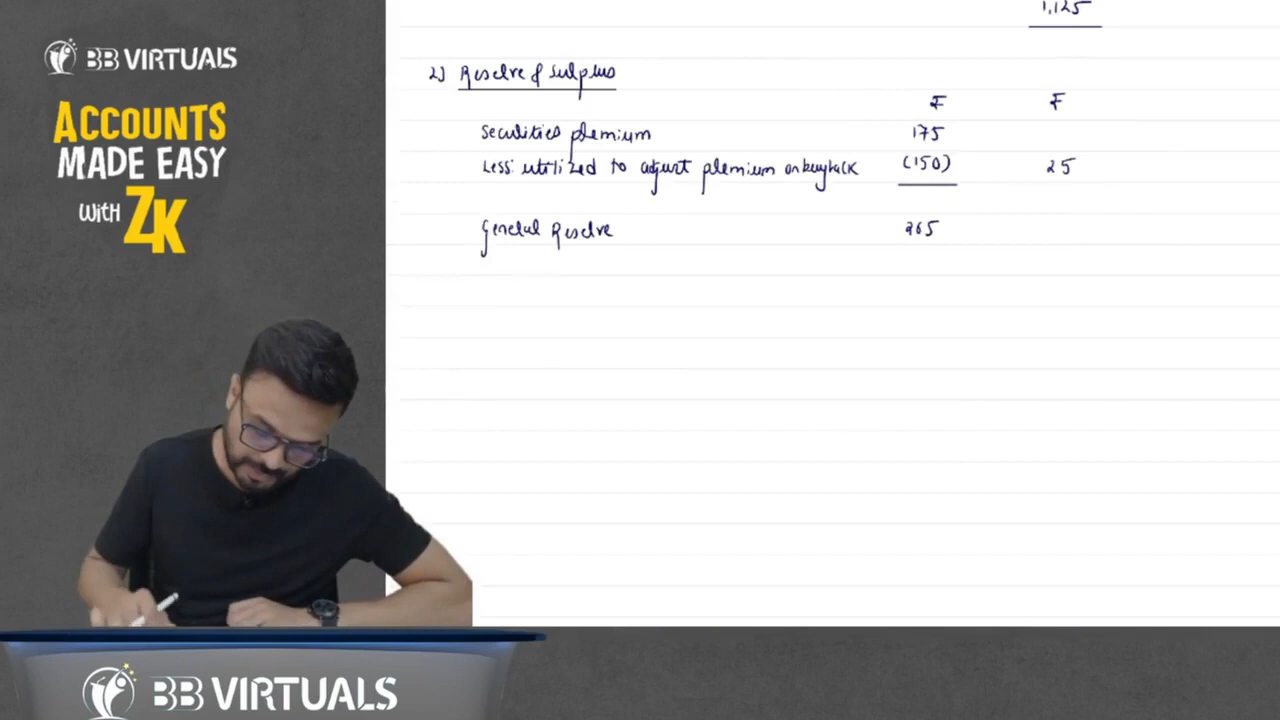 BB VIRTUALS
ACCOUNTS
MADE EASY
with ZK
1,125
2) Reserve & Surplus
₹ ₹
Securities premium 175
Less: utilized to adjust premium on buyback (150) 25
General Reserve 265
BB VIRTUALS